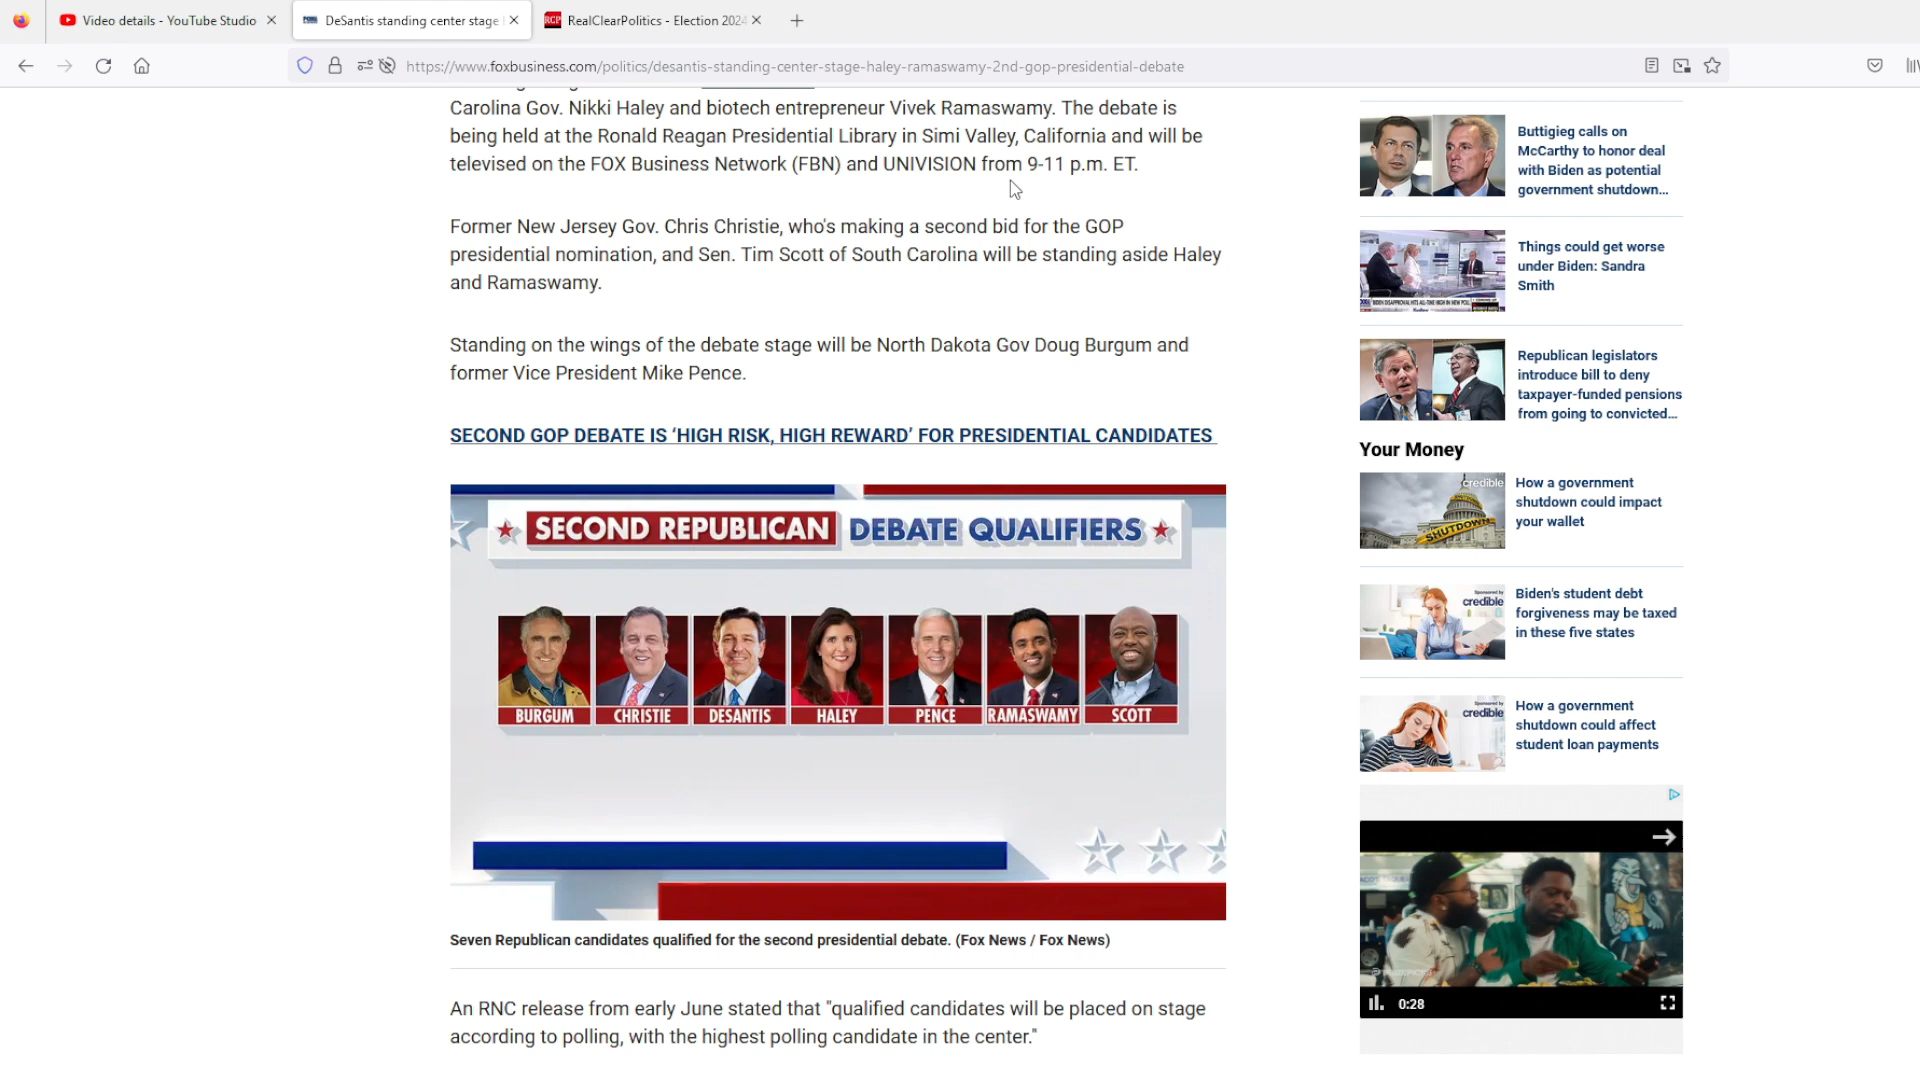 Video details - YouTube Studio
DeSantis standing center stage
RCP RealClearPolitics - Election 2024
https://www.foxbusiness.com/politics/desantis-standing-center-stage-haley-ramaswamy-2nd-gop-presidential-debate
Carolina Gov. Nikki Haley and biotech entrepreneur Vivek Ramaswamy. The debate is
being held at the Ronald Reagan Presidential Library in Simi Valley, California and will be
televised on the FOX Business Network (FBN) and UNIVISION from 9-11 p.m. ET.
Former New Jersey Gov. Chris Christie, who's making a second bid for the GOP
presidential nomination, and Sen. Tim Scott of South Carolina will be standing aside Haley
and Ramaswamy.
Standing on the wings of the debate stage will be North Dakota Gov Doug Burgum and
former Vice President Mike Pence.
SECOND GOP DEBATE IS ‘HIGH RISK, HIGH REWARD’ FOR PRESIDENTIAL CANDIDATES
SECOND REPUBLICAN DEBATE QUALIFIERS
BURGUM CHRISTIE DESANTIS HALEY PENCE RAMASWAMY SCOTT
Seven Republican candidates qualified for the second presidential debate. (Fox News / Fox News)
An RNC release from early June stated that "qualified candidates will be placed on stage
according to polling, with the highest polling candidate in the center."
Buttigieg calls on
McCarthy to honor deal
with Biden as potential
government shutdown...
Things could get worse
under Biden: Sandra
Smith
Republican legislators
introduce bill to deny
taxpayer-funded pensions
from going to convicted...
Your Money
credible
SHUTDOWN
How a government
shutdown could impact
your wallet
Sponsored by
credible
Biden's student debt
forgiveness may be taxed
in these five states
Sponsored by
credible
How a government
shutdown could affect
student loan payments
0:28